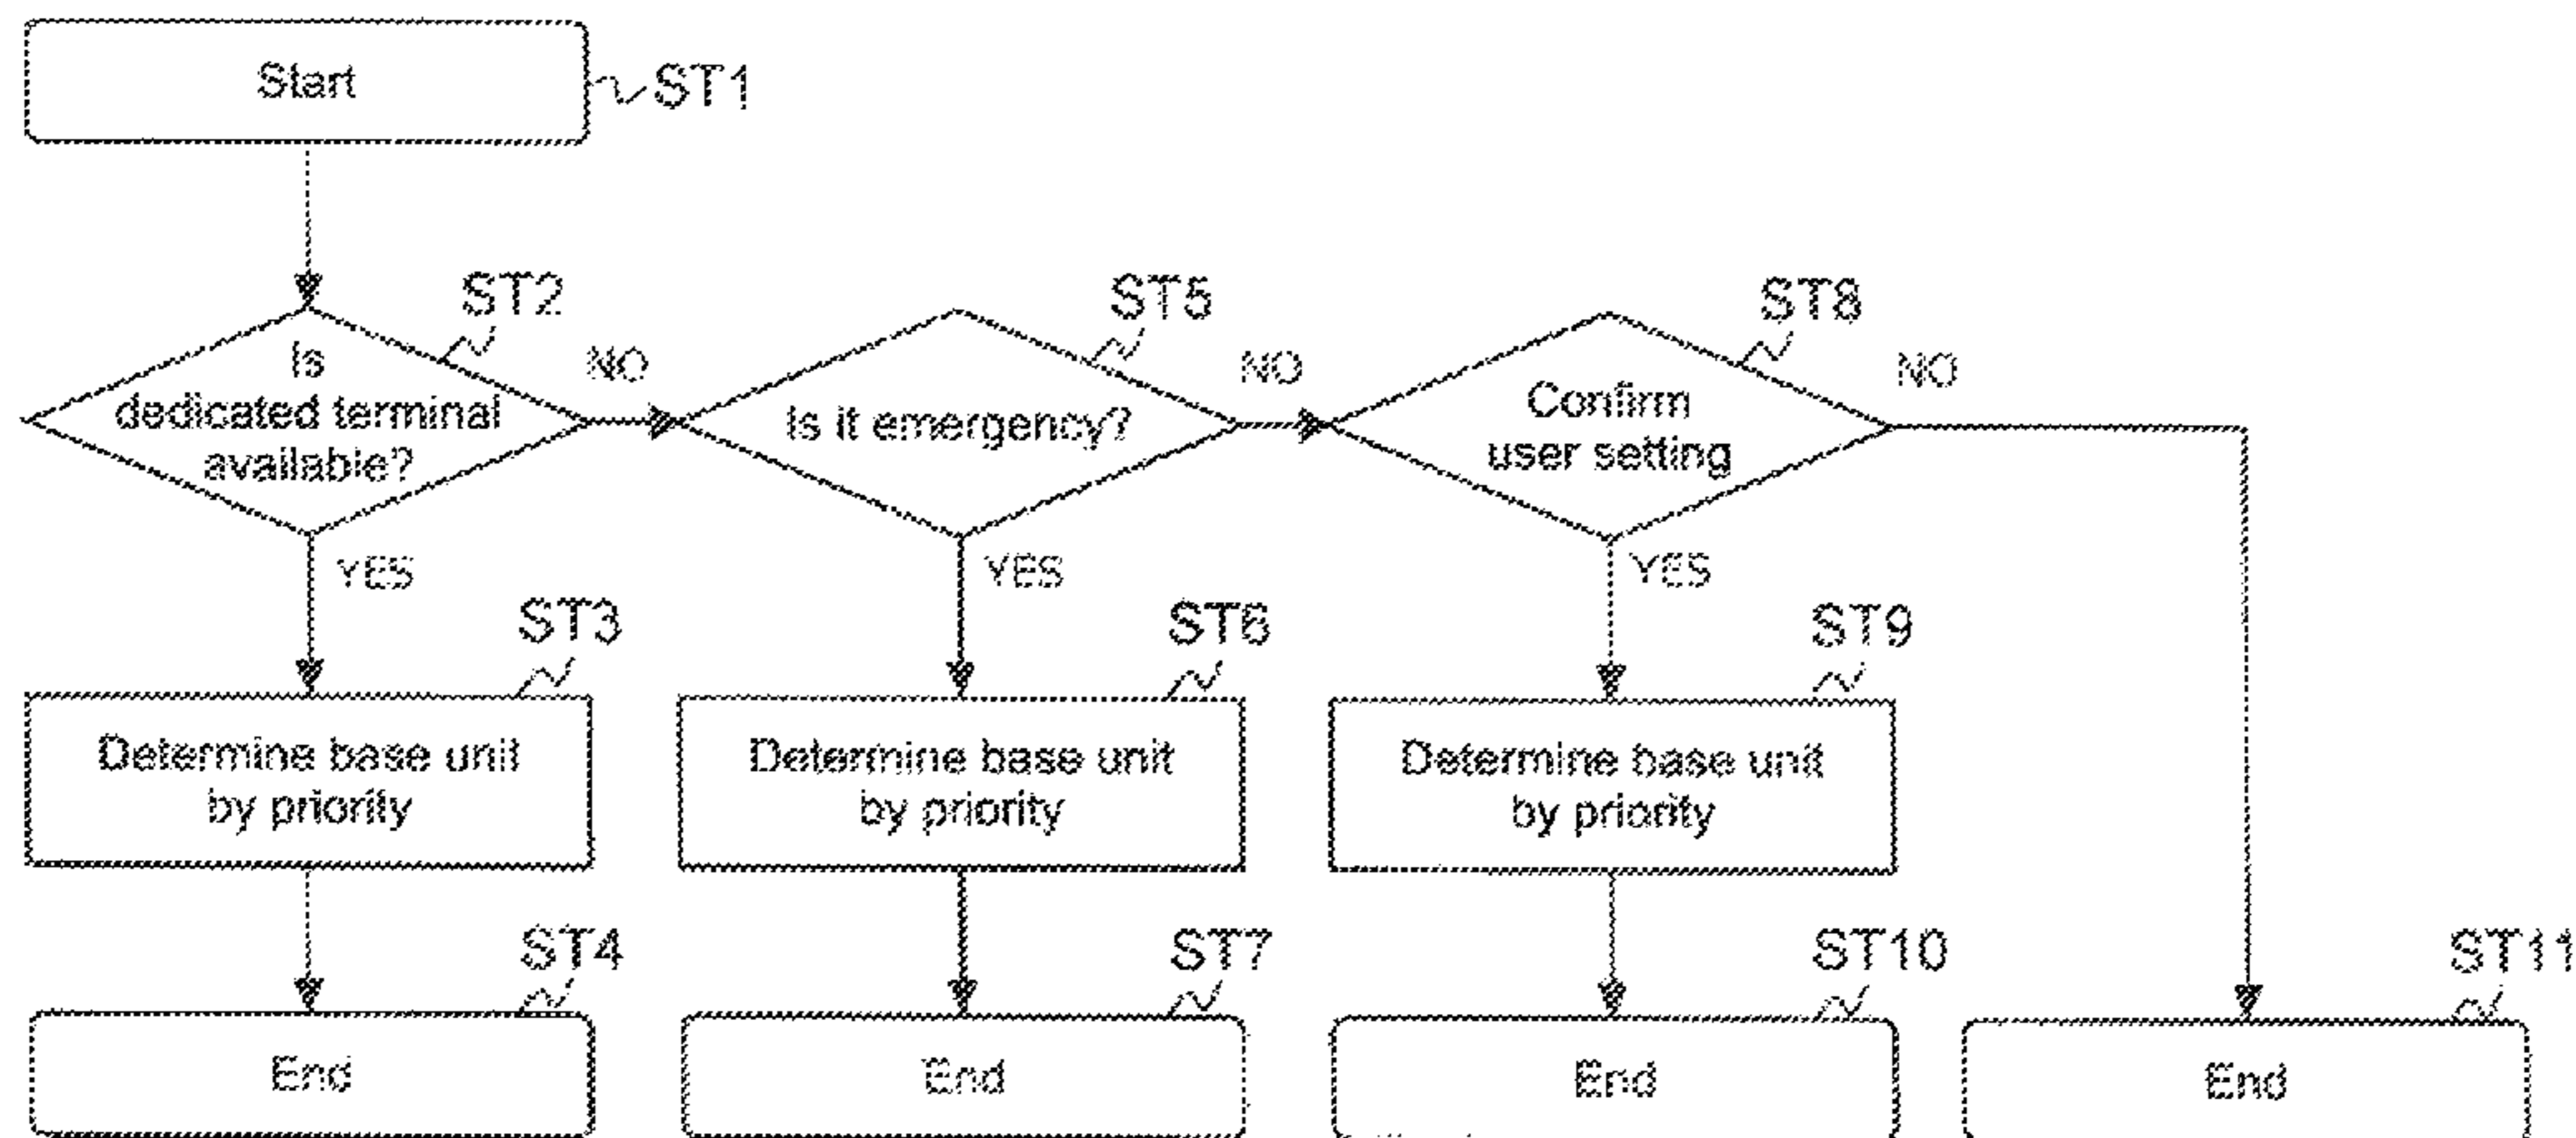 Start
ST1
ST2
ST5
ST8
Is
dedicated terminal
available?
NO
Is it emergency?
NO
Confirm
user setting
NO
YES
YES
YES
ST3
ST6
ST9
Determine base unit
by priority
Determine base unit
by priority
Determine base unit
by priority
ST4
ST7
ST10
ST11
End
End
End
End